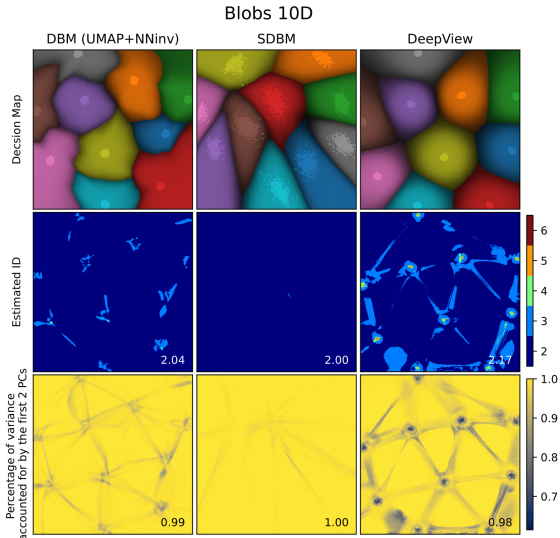 Blobs 10D
DBM (UMAP+NNinv)
SDBM
DeepView
Decsion Map
Estimated ID
2.04
2.00
2.17
6
5
4
3
2
Percentage of variance
accounted for by the first 2 PCs
0.99
1.00
0.98
1.0
0.9
0.8
0.7